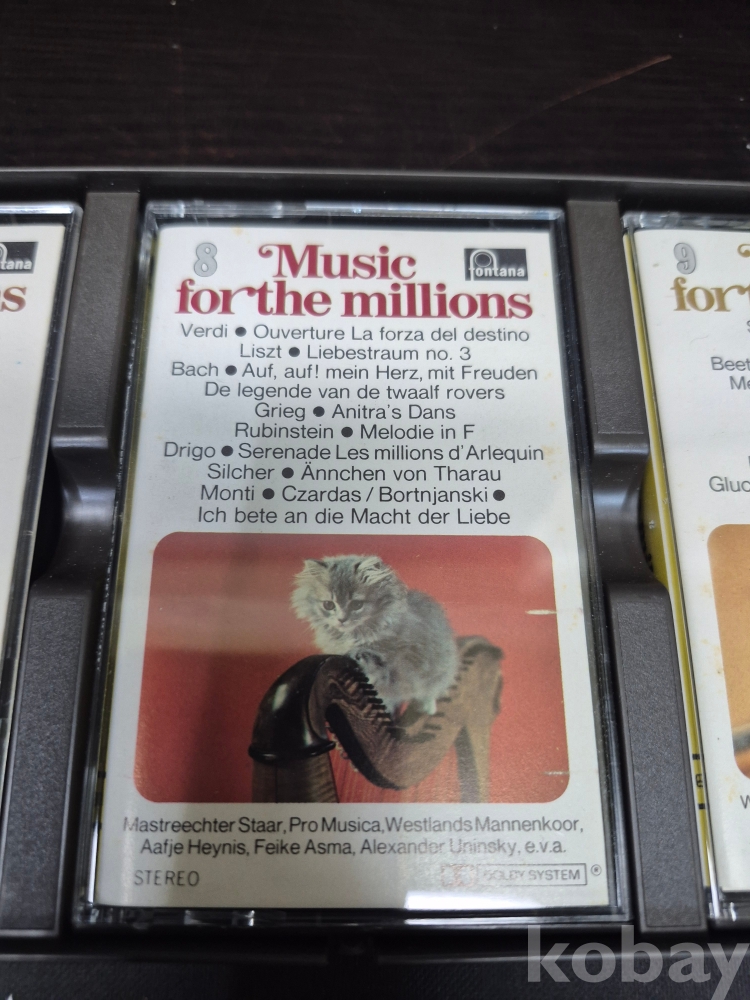 8
Music
for the millions
fontana
Verdi ● Ouverture La forza del destino
Liszt ● Liebestraum no. 3
Bach ● Auf, auf! mein Herz, mit Freuden
De legende van de twaalf rovers
Grieg ● Anitra's Dans
Rubinstein ● Melodie in F
Drigo ● Serenade Les millions d'Arlequin
Silcher ● Ännchen von Tharau
Monti ● Czardas / Bortnjanski ●
Ich bete an die Macht der Liebe
Mastreechter Staar, Pro Musica, Westlands Mannenkoor,
Aafje Heynis, Feike Asma, Alexander Uninsky, e.v.a.
STEREO
DOLBY SYSTEM ®
tana
ns
9
for
Beet
Me
Gluc
W
kobay